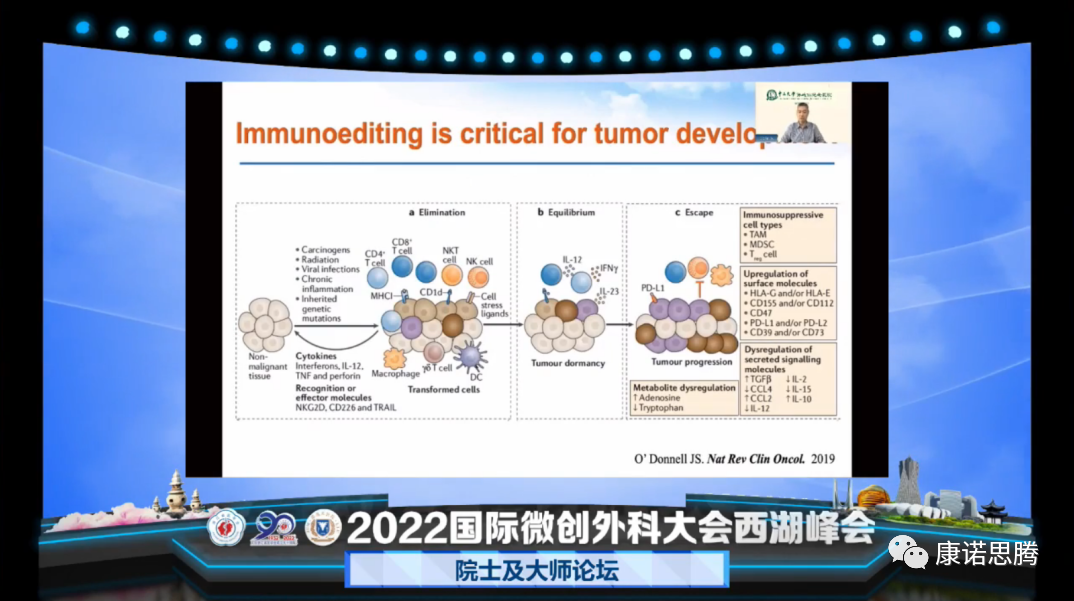 Immunoediting is critical for tumor develop
a Elimination
b Equilibrium
c Escape
• Carcinogens
• Radiation
• Viral infections
• Chronic
inflammation
• Inherited
genetic
mutations
CD4+
T cell
CD8+
T cell
NKT
cell
NK cell
MHCI
CD1d
Cell
stress
ligands
Non-
malignant
tissue
Cytokines
Interferons, IL-12,
TNF and perforin
Recognition or
effector molecules
NKG2D, CD226 and TRAIL
Macrophage
γδ T cell
DC
Transformed cells
IL-12
IFNγ
IL-23
Tumour dormancy
PD-L1
Tumour progression
Metabolite dysregulation
↑Adenosine
↓Tryptophan
Immunosuppressive
cell types
• TAM
• MDSC
• Treg cell
Upregulation of
surface molecules
• HLA-G and/or HLA-E
• CD155 and/or CD112
• CD47
• PD-L1 and/or PD-L2
• CD39 and/or CD73
Dysregulation of
secreted signalling
molecules
↑TGFβ ↓IL-2
↓CCL4 ↓IL-15
↑CCL2 ↑IL-10
↓IL-12
O' Donnell JS. Nat Rev Clin Oncol. 2019
2022国际微创外科大会西湖峰会
院士及大师论坛
康诺思腾